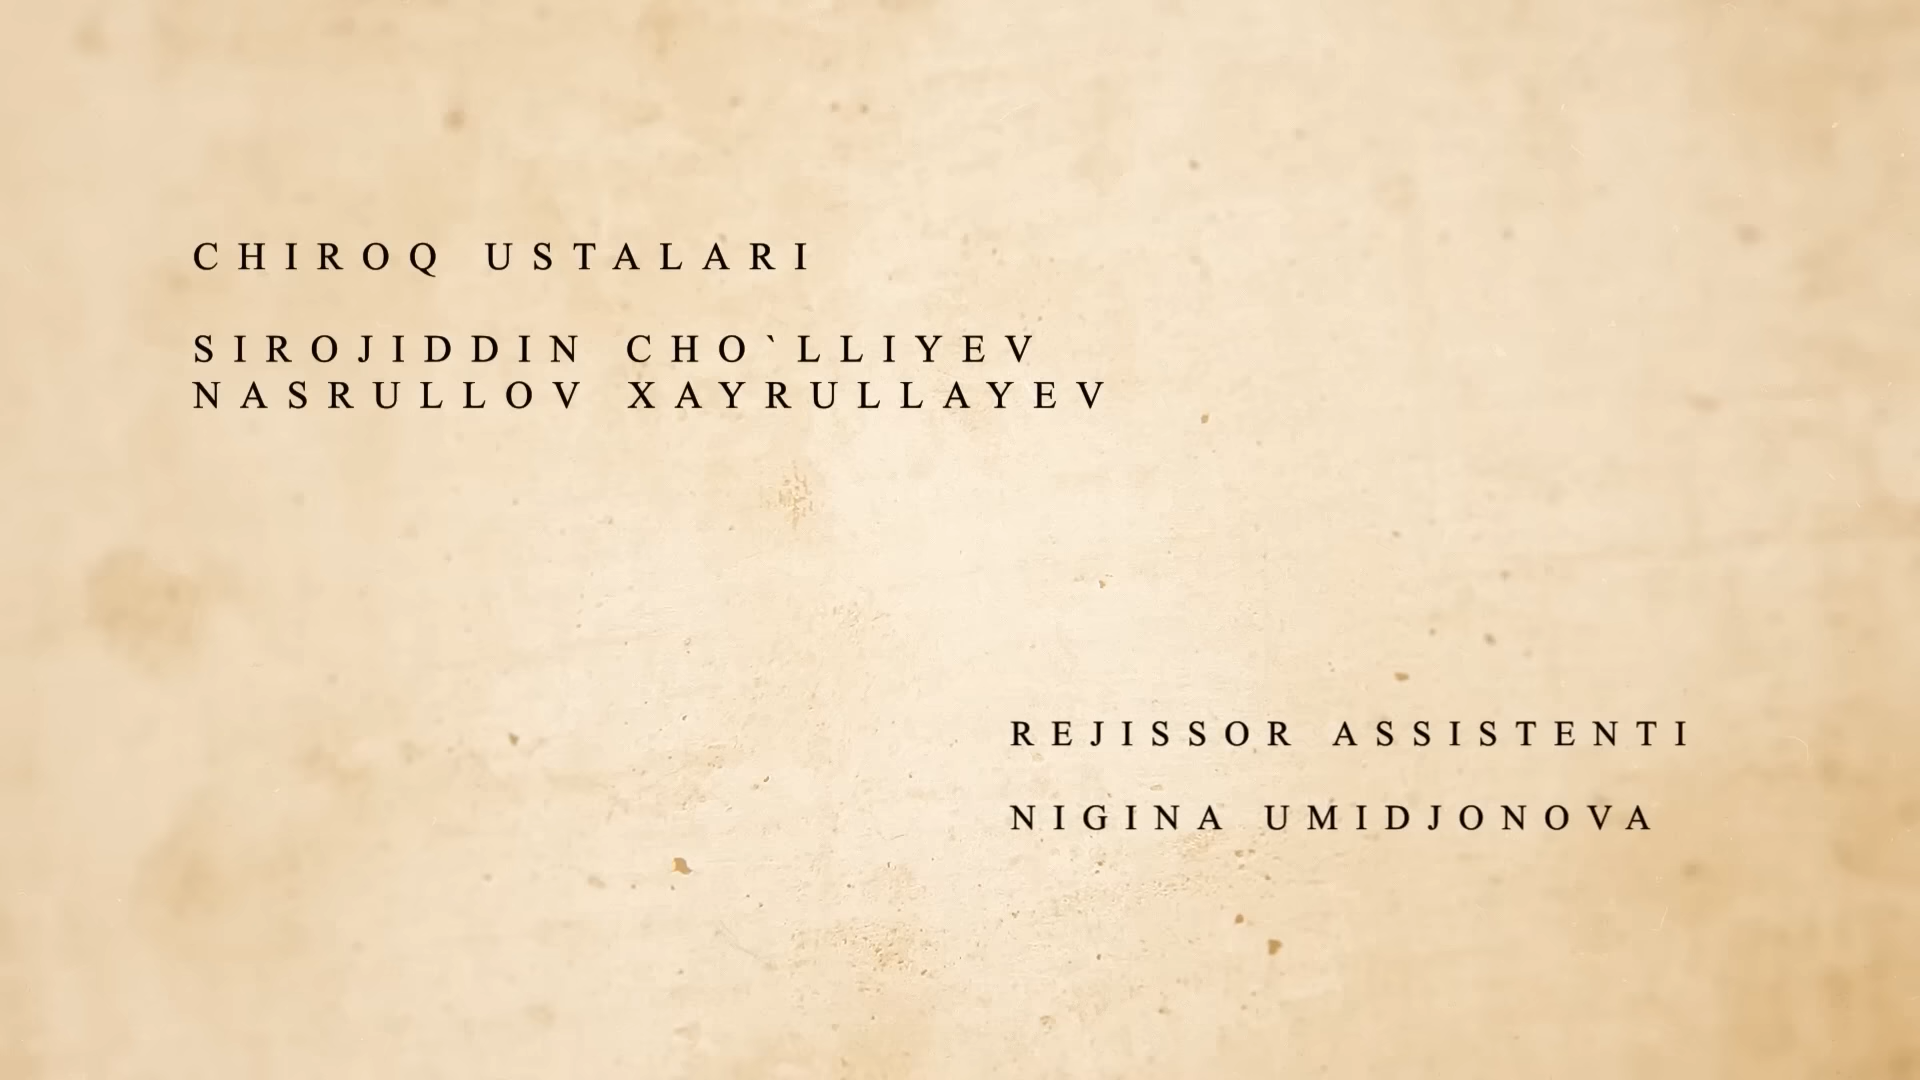 CHIROQ USTALARI
SIROJIDDIN CHO`LLIYEV
NASRULLOV XAYRULLAYEV
REJISSOR ASSISTENTI
NIGINA UMIDJONOVA